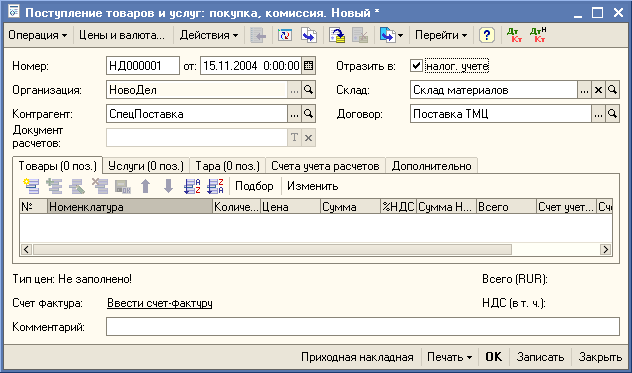 Поступление товаров и услуг: покупка, комиссия. Новый *
Операция Цены и валюта... Действия Перейти ? Дт Кт ДтН Кт
Номер: НД000001 от: 15.11.2004 0:00:00 Отразить в: налог. учете
Организация: НовоДел ... Склад: Склад материалов ... ×
Контрагент: СпецПоставка ... Договор: Поставка ТМЦ ...
Документ расчетов: T ×
Товары (0 поз.) Услуги (0 поз.) Тара (0 поз.) Счета учета расчетов Дополнительно
Подбор Изменить
№ Номенклатура Количе... Цена Сумма %НДС Сумма Н... Всего Счет учет... Сче
Тип цен: Не заполнено! Всего (RUR):
Счет фактура: Ввести счет-фактуру НДС (в т. ч.):
Комментарий:
Приходная накладная Печать OK Записать Закрыть